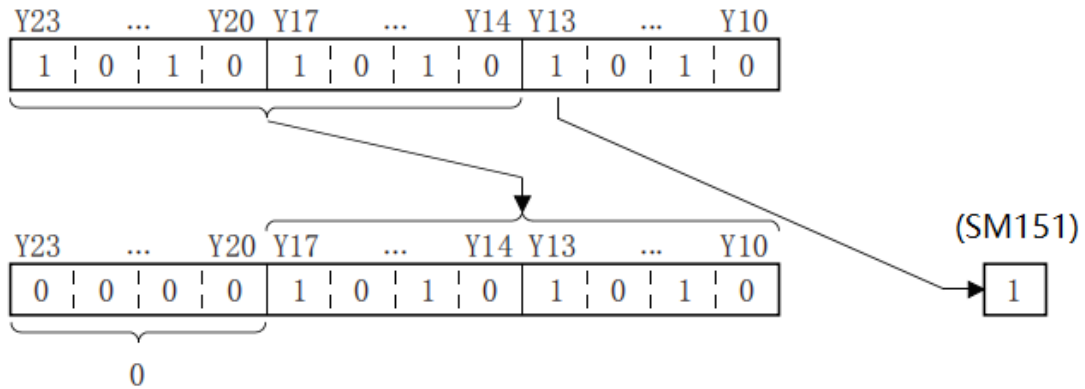 Y23 ... Y20 Y17 ... Y14 Y13 ... Y10
1 0 1 0 1 0 1 0 1 0 1 0
(SM151)
Y23 ... Y20 Y17 ... Y14 Y13 ... Y10
0 0 0 0 1 0 1 0 1 0 1 0 1
0